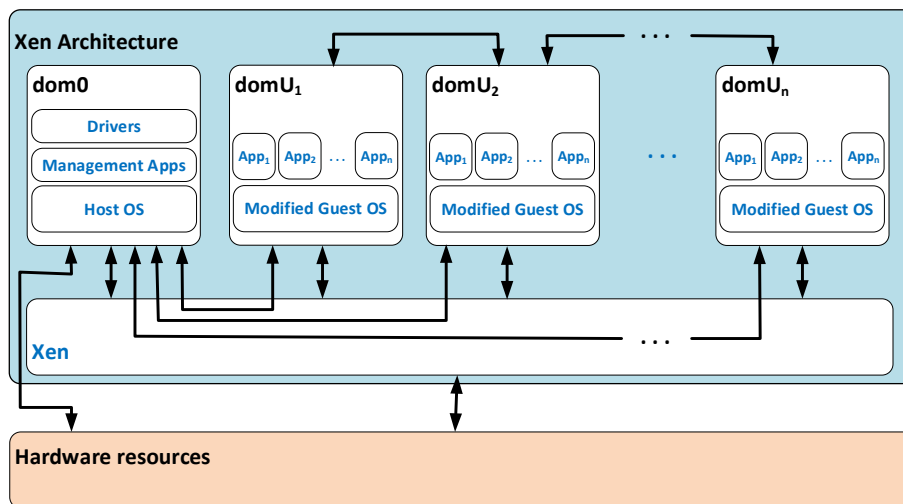 Xen Architecture
...
dom0
domU₁
domU₂
domUₙ
Drivers
Management Apps
Host OS
App₁ App₂ ... Appₙ
Modified Guest OS
App₁ App₂ ... Appₙ
Modified Guest OS
...
App₁ App₂ ... Appₙ
Modified Guest OS
...
Xen
Hardware resources